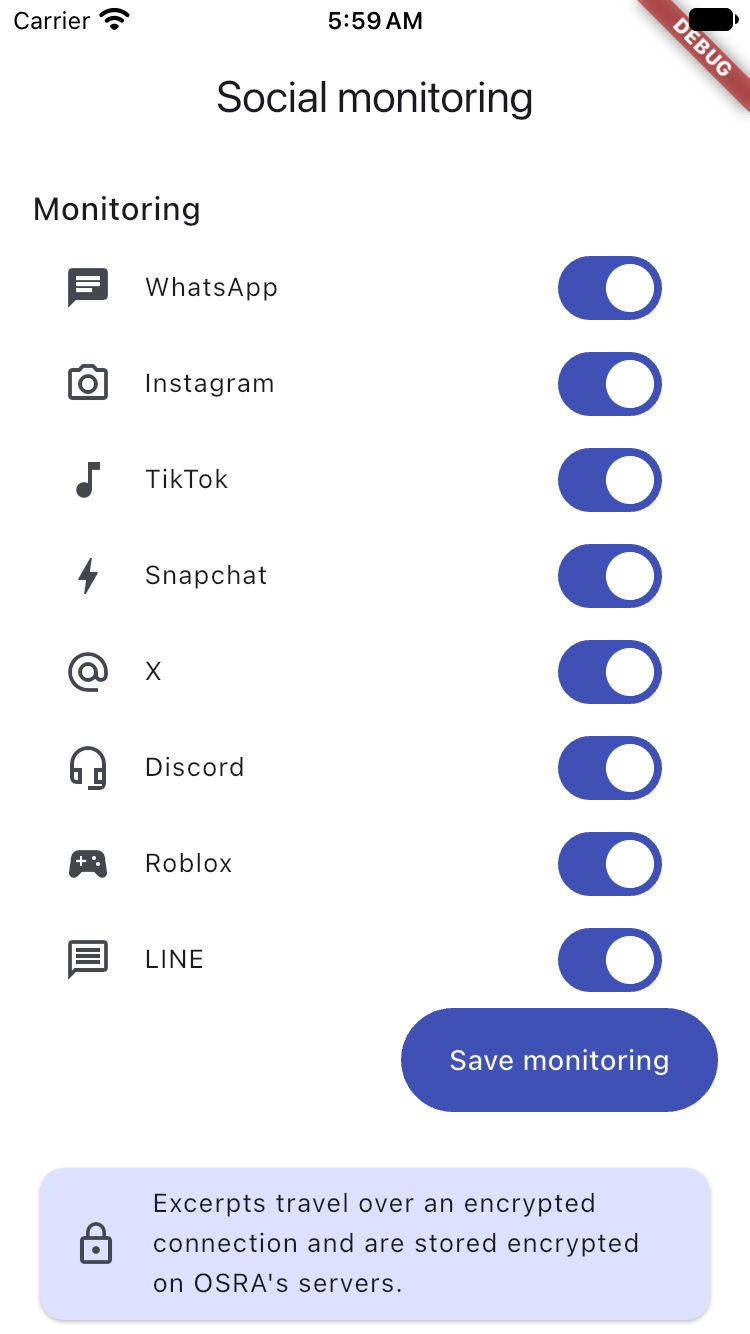 Carrier 5:59 AM
DEBUG
Social monitoring
Monitoring
WhatsApp
Instagram
TikTok
Snapchat
X
Discord
Roblox
LINE
Save monitoring
Excerpts travel over an encrypted
connection and are stored encrypted
on OSRA's servers.